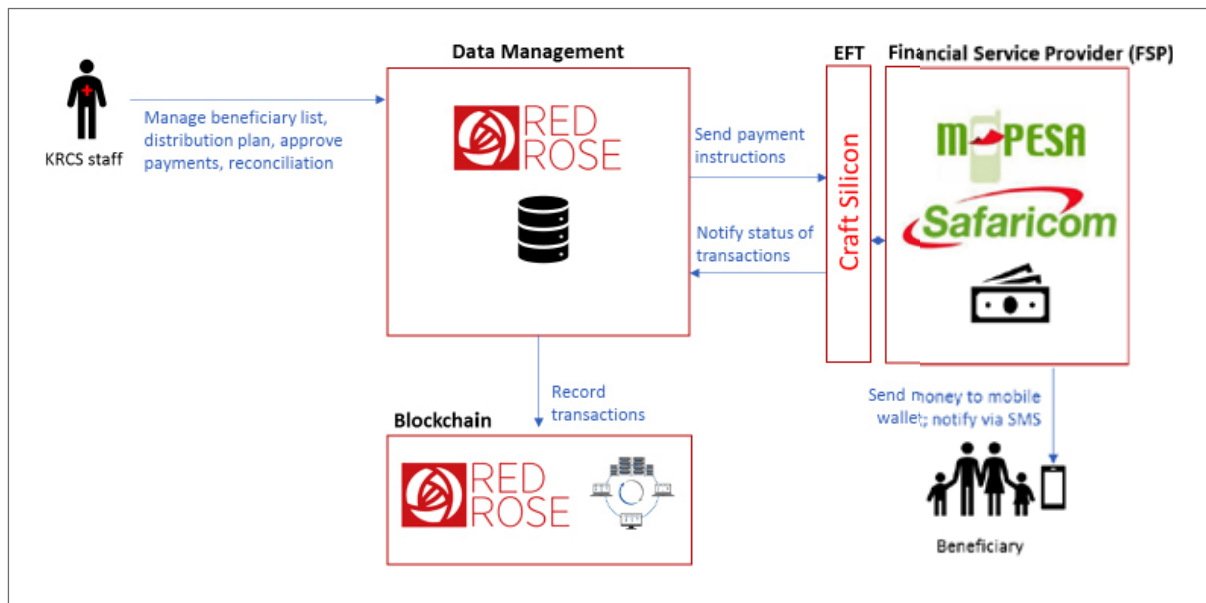 Data Management
EFT
Financial Service Provider (FSP)
KRCS staff
Manage beneficiary list,
distribution plan, approve
payments, reconciliation
RED
ROSE
Send payment
instructions
Notify status of
transactions
Craft Silicon
M-PESA
Safaricom
Record
transactions
Blockchain
RED
ROSE
Send money to mobile
wallet; notify via SMS
Beneficiary